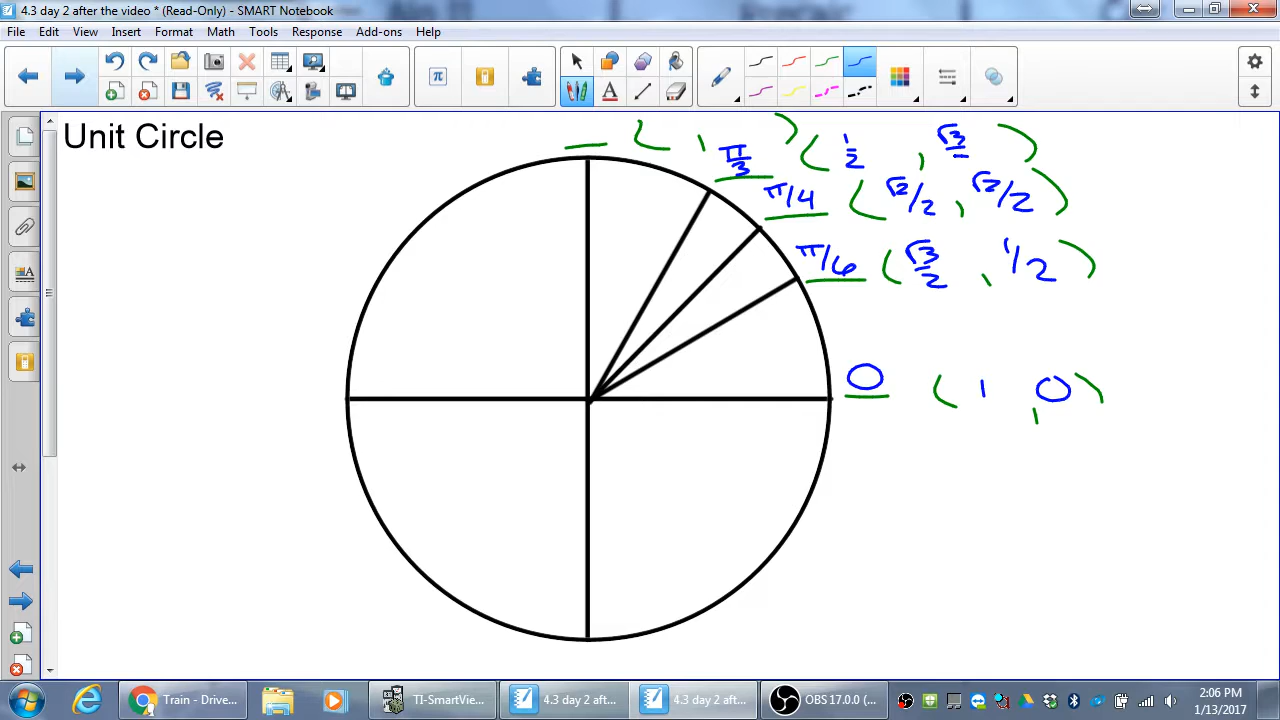 4.3 day 2 after the video * (Read-Only) - SMART Notebook
File Edit View Insert Format Math Tools Response Add-ons Help
Unit Circle
__ ( , )
π/3 (1/2 , √3/ )
π/4 (√2/2 , √2/2)
π/6 (√3/2 , 1/2)
0 (1 , 0)
Train - Drive... TI-SmartVie... 4.3 day 2 aft... 4.3 day 2 aft... OBS 17.0.0 (... 2:06 PM
1/13/2017